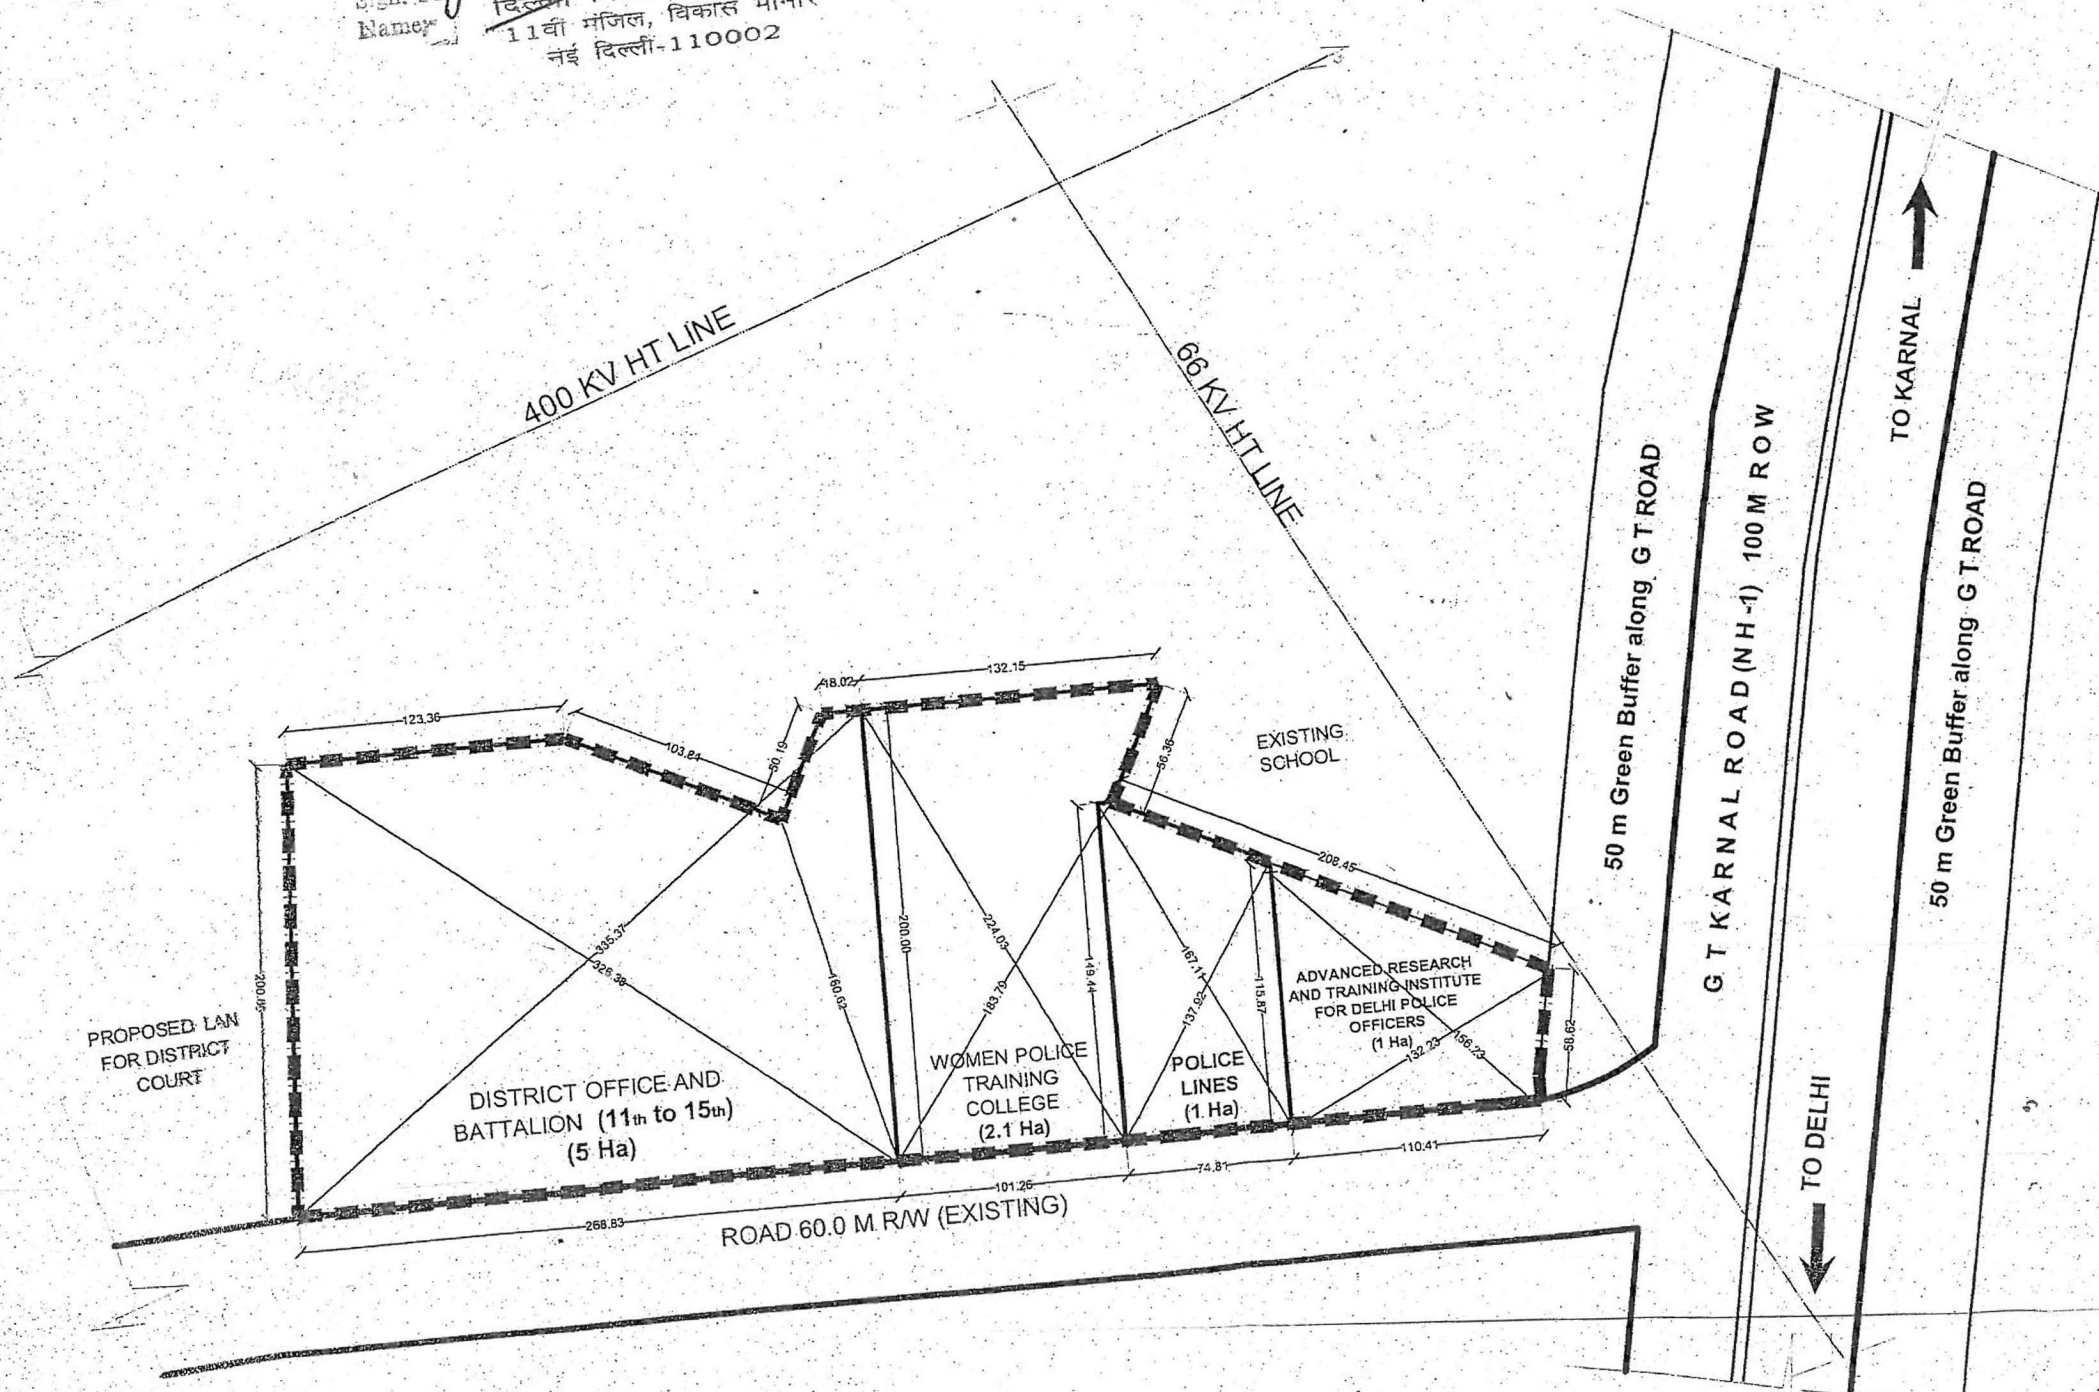 Name
11वीं मंजिल, विकास मीनार
नई दिल्ली-110002
400 KV HT LINE
66 KV HT LINE
TO KARNAL
50 m Green Buffer along G T ROAD
G T KARNAL ROAD (N H -1) 100 M ROW
50 m Green Buffer along G T ROAD
TO DELHI
132.15
18.02
123.36
103.84
50.19
56.36
EXISTING
SCHOOL
208.45
335.37
326.38
160.62
200.00
224.03
183.79
149.44
167.11
137.92
115.87
ADVANCED RESEARCH
AND TRAINING INSTITUTE
FOR DELHI POLICE
OFFICERS
(1 Ha)
132.23
156.23
58.62
PROPOSED LAN
FOR DISTRICT
COURT
DISTRICT OFFICE AND
BATTALION (11th to 15th)
(5 Ha)
WOMEN POLICE
TRAINING
COLLEGE
(2.1 Ha)
POLICE
LINES
(1 Ha)
110.41
74.81
101.26
268.83
ROAD 60.0 M R/W (EXISTING)